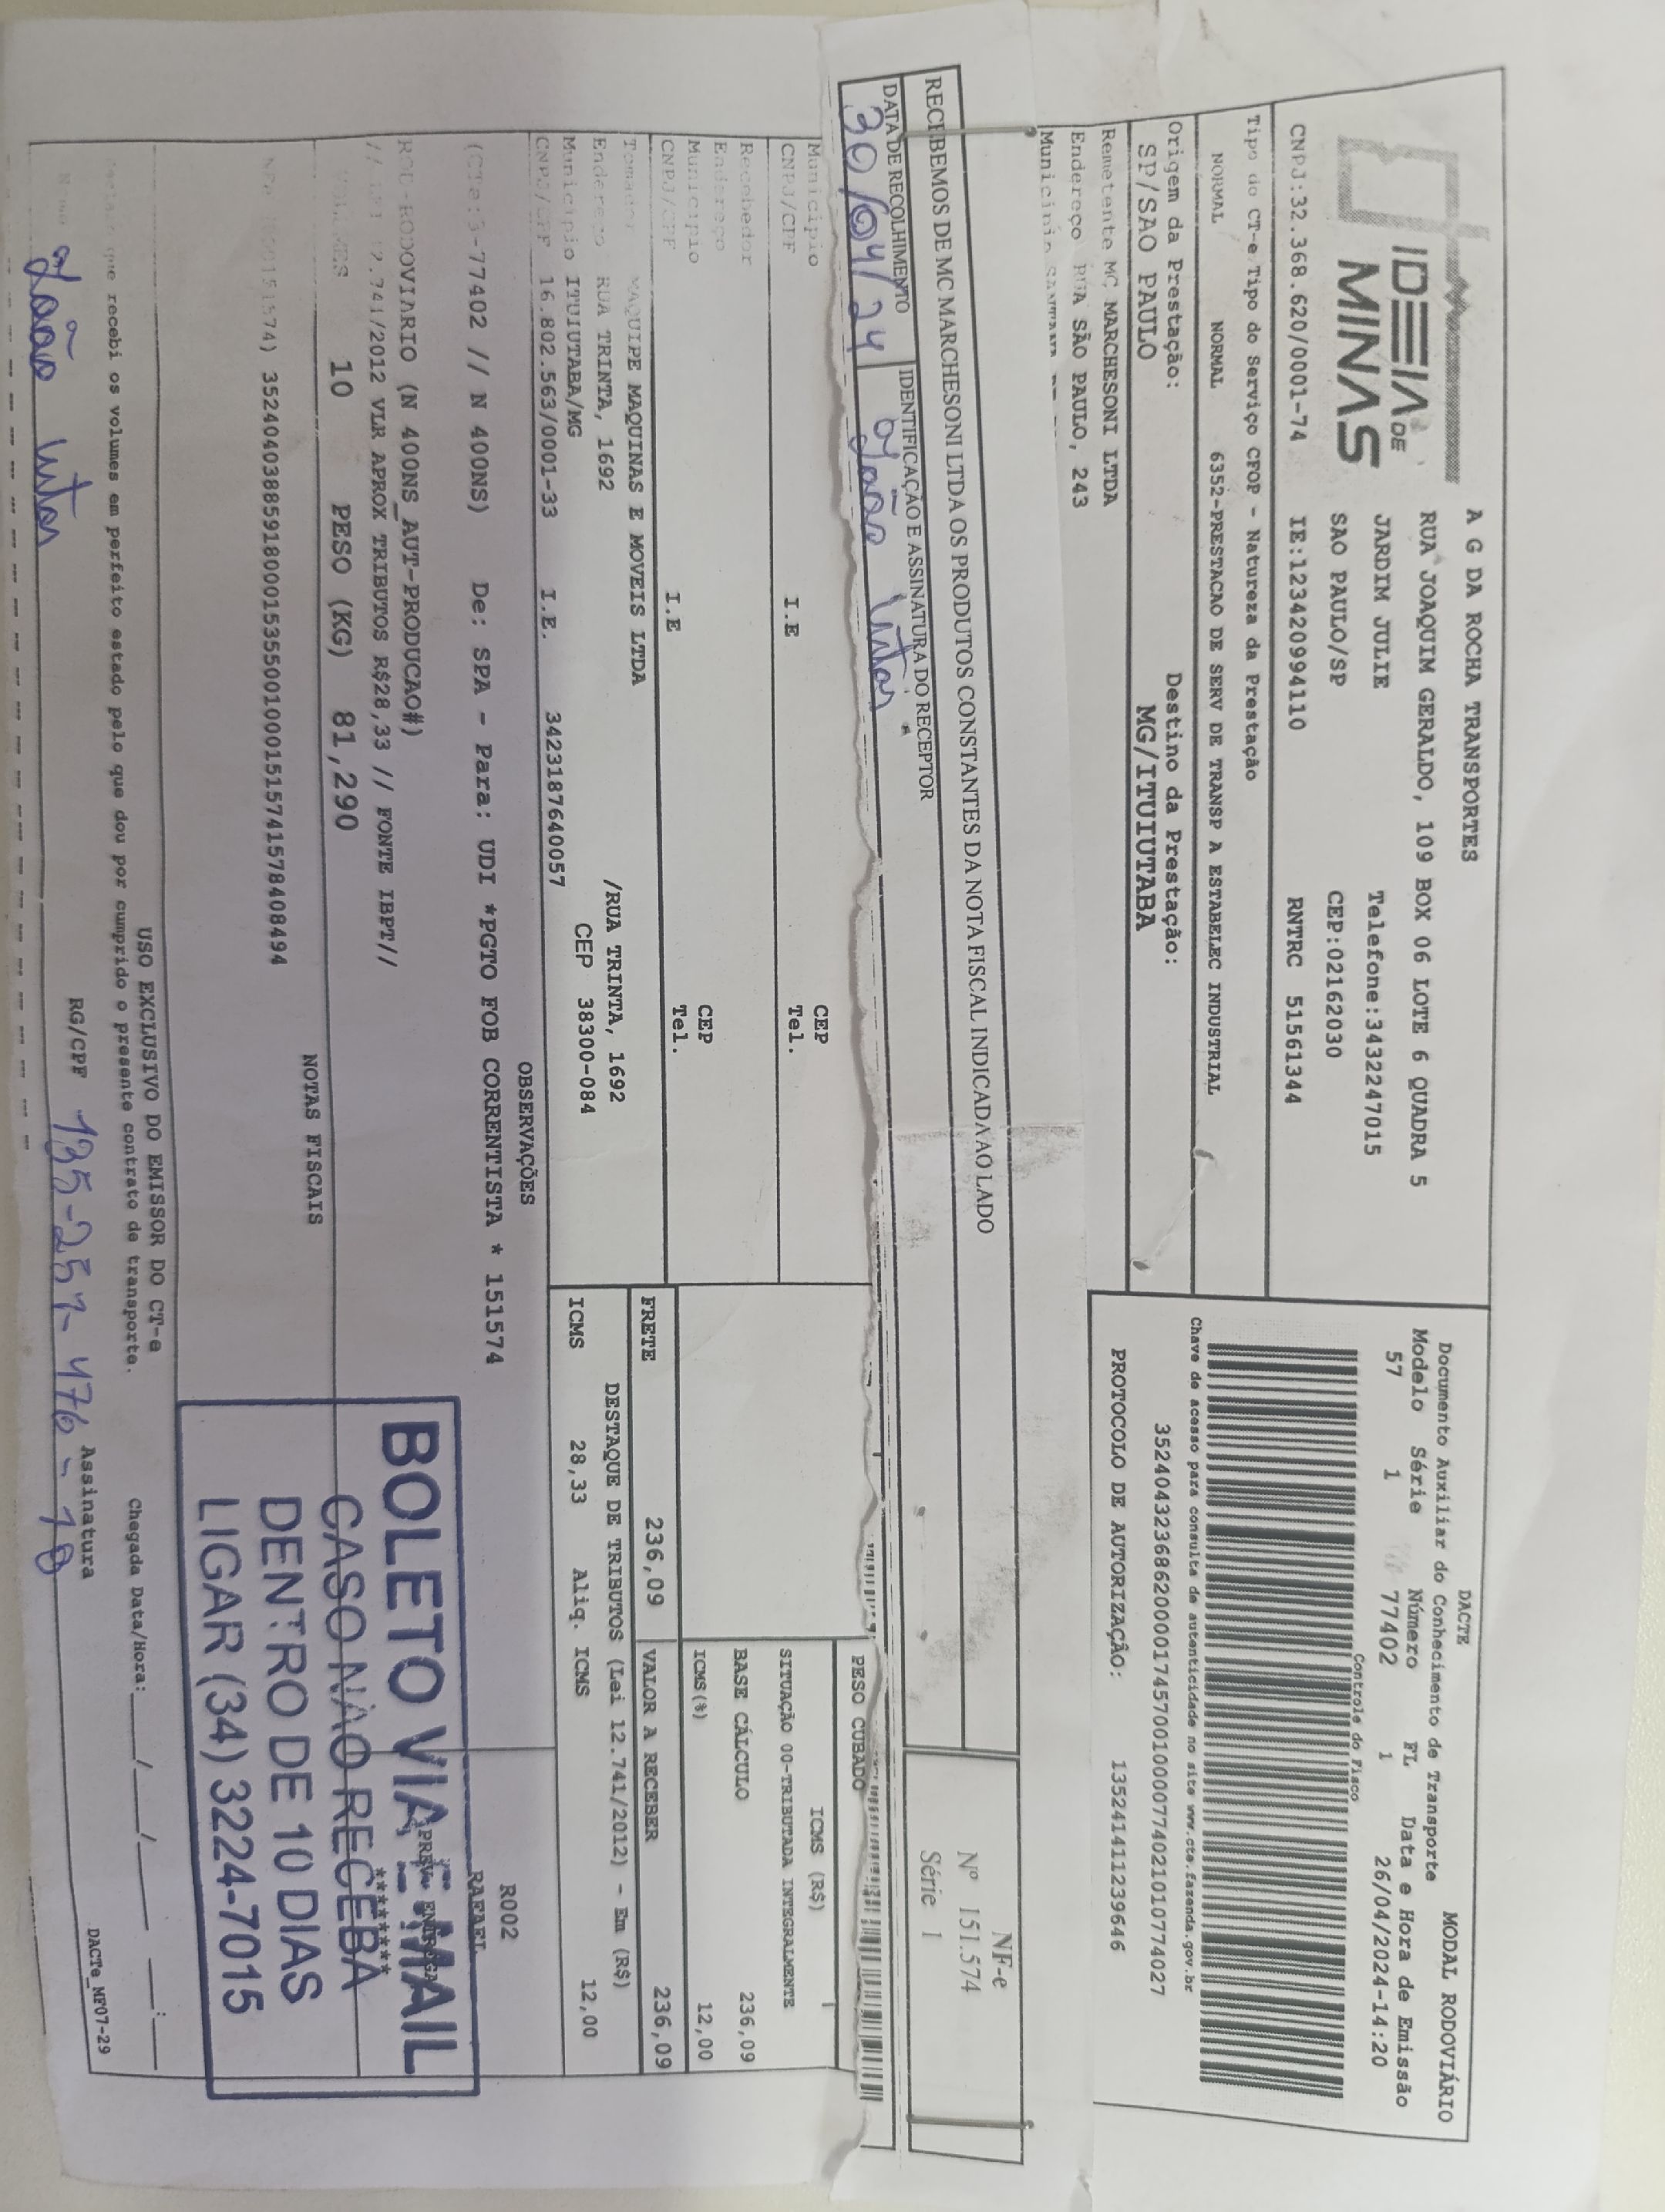 IDEIA DE
MINAS
A G DA ROCHA TRANSPORTES
RUA JOAQUIM GERALDO, 109 BOX 06 LOTE 6 QUADRA 5
JARDIM JULIE Telefone:3432247015
SAO PAULO/SP CEP:02162030
CNPJ:32.368.620/0001-74 IE:123420994110 RNTRC 51561344
DACTE MODAL RODOVIÁRIO
Documento Auxiliar do Conhecimento de Transporte
Modelo Série Número FL Data e Hora de Emissão
57 1 77402 1 26/04/2024-14:20
Controle do Fisco
Chave de acesso para consulta de autenticidade no site www.cte.fazenda.gov.br
35240432368620000174570010000774021010774027
PROTOCOLO DE AUTORIZAÇÃO: 135241411239646
Tipo do CT-e Tipo do Serviço CFOP - Natureza da Prestação
NORMAL NORMAL 6352-PRESTACAO DE SERV DE TRANSP A ESTABELEC INDUSTRIAL
Origem da Prestação: Destino da Prestação:
SP/SAO PAULO MG/ITUIUTABA
Remetente MC MARCHESONI LTDA
Endereço RUA SÃO PAULO, 243
Município
RECEBEMOS DE MC MARCHESONI LTDA OS PRODUTOS CONSTANTES DA NOTA FISCAL INDICADA AO LADO
DATA DE RECOLHIMENTO IDENTIFICAÇÃO E ASSINATURA DO RECEPTOR
30/04/24 João
NF-e
Nº 151.574
Série 1
PESO CUBADO
Município CEP
CNPJ/CPF I.E Tel.
Recebedor
Endereço
Município CEP
CNPJ/CPF I.E Tel.
ICMS (R$)
SITUAÇÃO 00-TRIBUTADA INTEGRALMENTE
BASE CÁLCULO 236,09
ICMS(%) 12,00
Tomador MAQUIPE MAQUINAS E MOVEIS LTDA
Endereço RUA TRINTA, 1692 /RUA TRINTA, 1692
Município ITUIUTABA/MG CEP 38300-084
CNPJ/CPF 16.802.563/0001-33 I.E. 3423187640057
FRETE 236,09 VALOR A RECEBER 236,09
DESTAQUE DE TRIBUTOS (Lei 12.741/2012) - Em (R$)
ICMS 28,33 Aliq. ICMS 12,00
OBSERVAÇÕES
(CTe:5-77402 // N 400NS) De: SPA - Para: UDI *PGTO FOB CORRENTISTA * 151574
R002
RAFAEL
ROD-RODOVIARIO (N 400NS_AUT-PRODUCAO#)
// LEI 12.741/2012 VLR APROX TRIBUTOS R$28,33 // FONTE IBPT//
PREV. ENTREGA
********
VOLUMES 10 PESO (KG) 81,290
NOTAS FISCAIS
35240403885918000153550010001515741578408494
BOLETO VIA E-MAIL
CASO NÃO RECEBA
DENTRO DE 10 DIAS
LIGAR (34) 3224-7015
USO EXCLUSIVO DO EMISSOR DO CT-e
que recebi os volumes em perfeito estado pelo que dou por cumprido o presente contrato de transporte. Chegada Data/Hora:____/____/____ __:__
Nome João RG/CPF Assinatura
DACTe_MF07-29